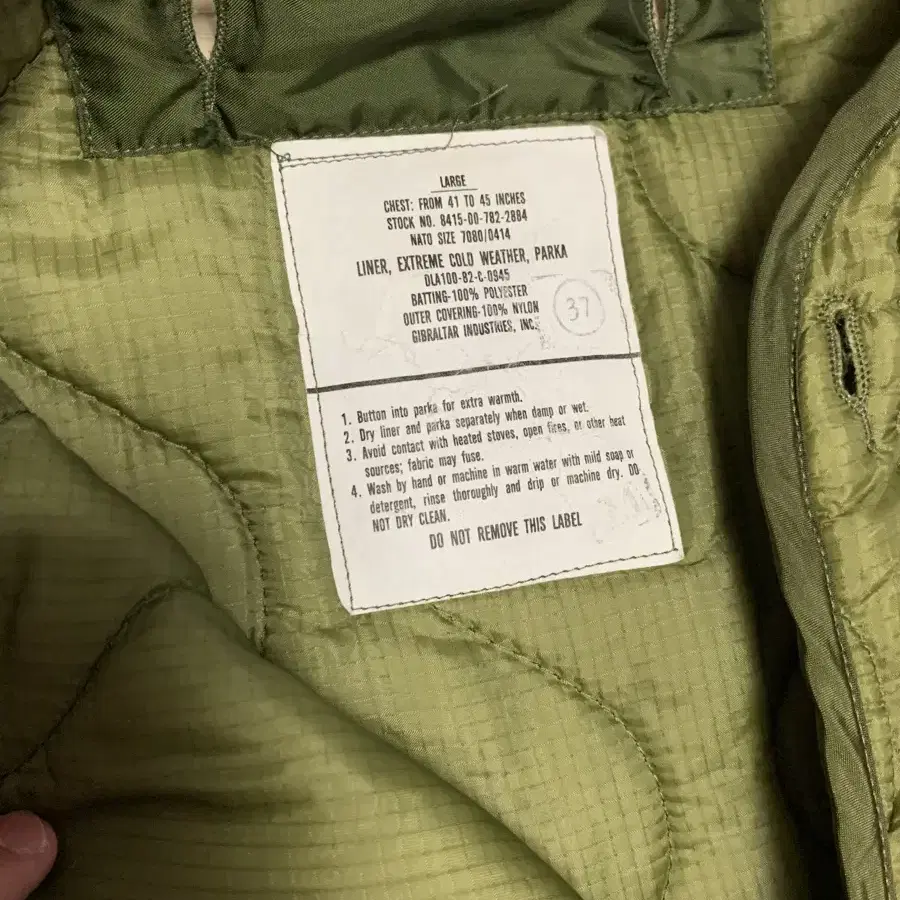 LARGE
CHEST: FROM 41 TO 45 INCHES
STOCK NO. 8415-00-782-2884
NATO SIZE 7080/0414
LINER, EXTREME COLD WEATHER, PARKA
DLA100-82-C-0945
BATTING-100% POLYESTER
OUTER COVERING-100% NYLON
GIBRALTAR INDUSTRIES, INC.
37
1. Button into parka for extra warmth.
2. Dry liner and parka separately when damp or wet.
3. Avoid contact with heated stoves, open fires, or other heat
sources; fabric may fuse.
4. Wash by hand or machine in warm water with mild soap or
detergent, rinse thoroughly and drip or machine dry. DO
NOT DRY CLEAN.
DO NOT REMOVE THIS LABEL